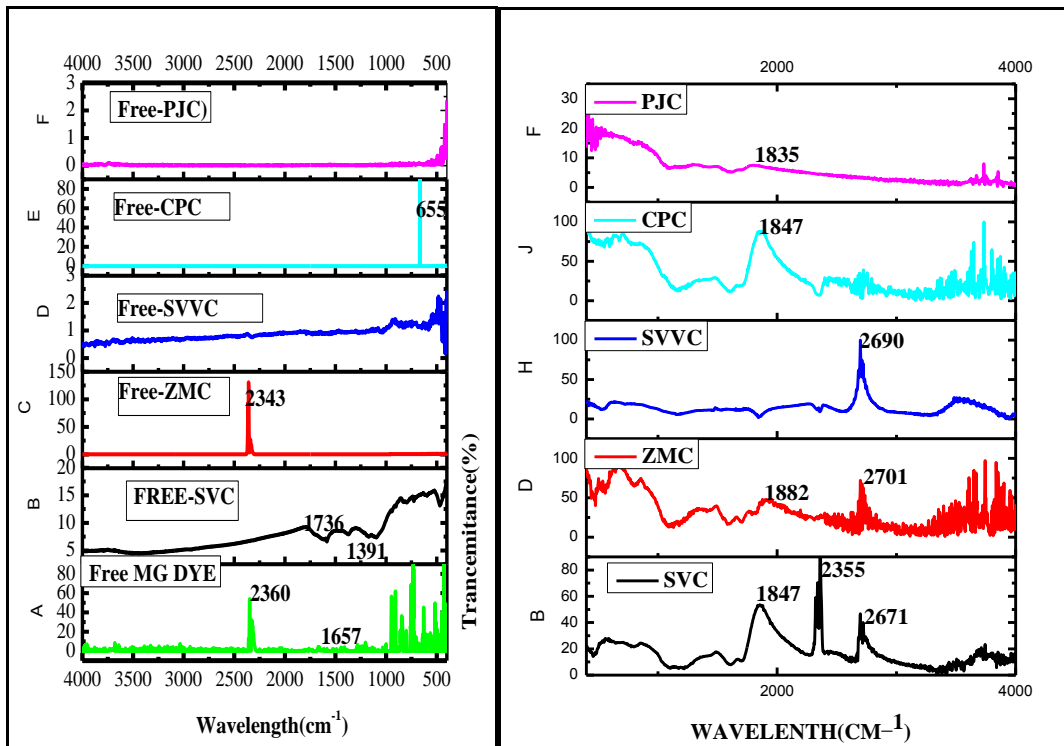 4000 3500 3000 2500 2000 1500 1000 500
3
2
1
0
F
Free-PJC)
80
60
40
20
0
E
Free-CPC
655
3
2
1
0
D
Free-SVVC
150
100
50
0
C
Free-ZMC
2343
20
15
10
5
B
FREE-SVC
1736
1391
80
60
40
20
0
A
Free MG DYE
2360
1657
4000 3500 3000 2500 2000 1500 1000 500
Wavelength(cm-1)
Trancemitance(%)
2000 4000
30
20
10
0
F
PJC
1835
100
50
0
J
CPC
1847
100
50
0
H
SVVC
2690
100
50
0
D
ZMC
1882
2701
80
60
40
20
0
B
SVC
1847
2355
2671
2000 4000
WAVELENTH(CM–1)